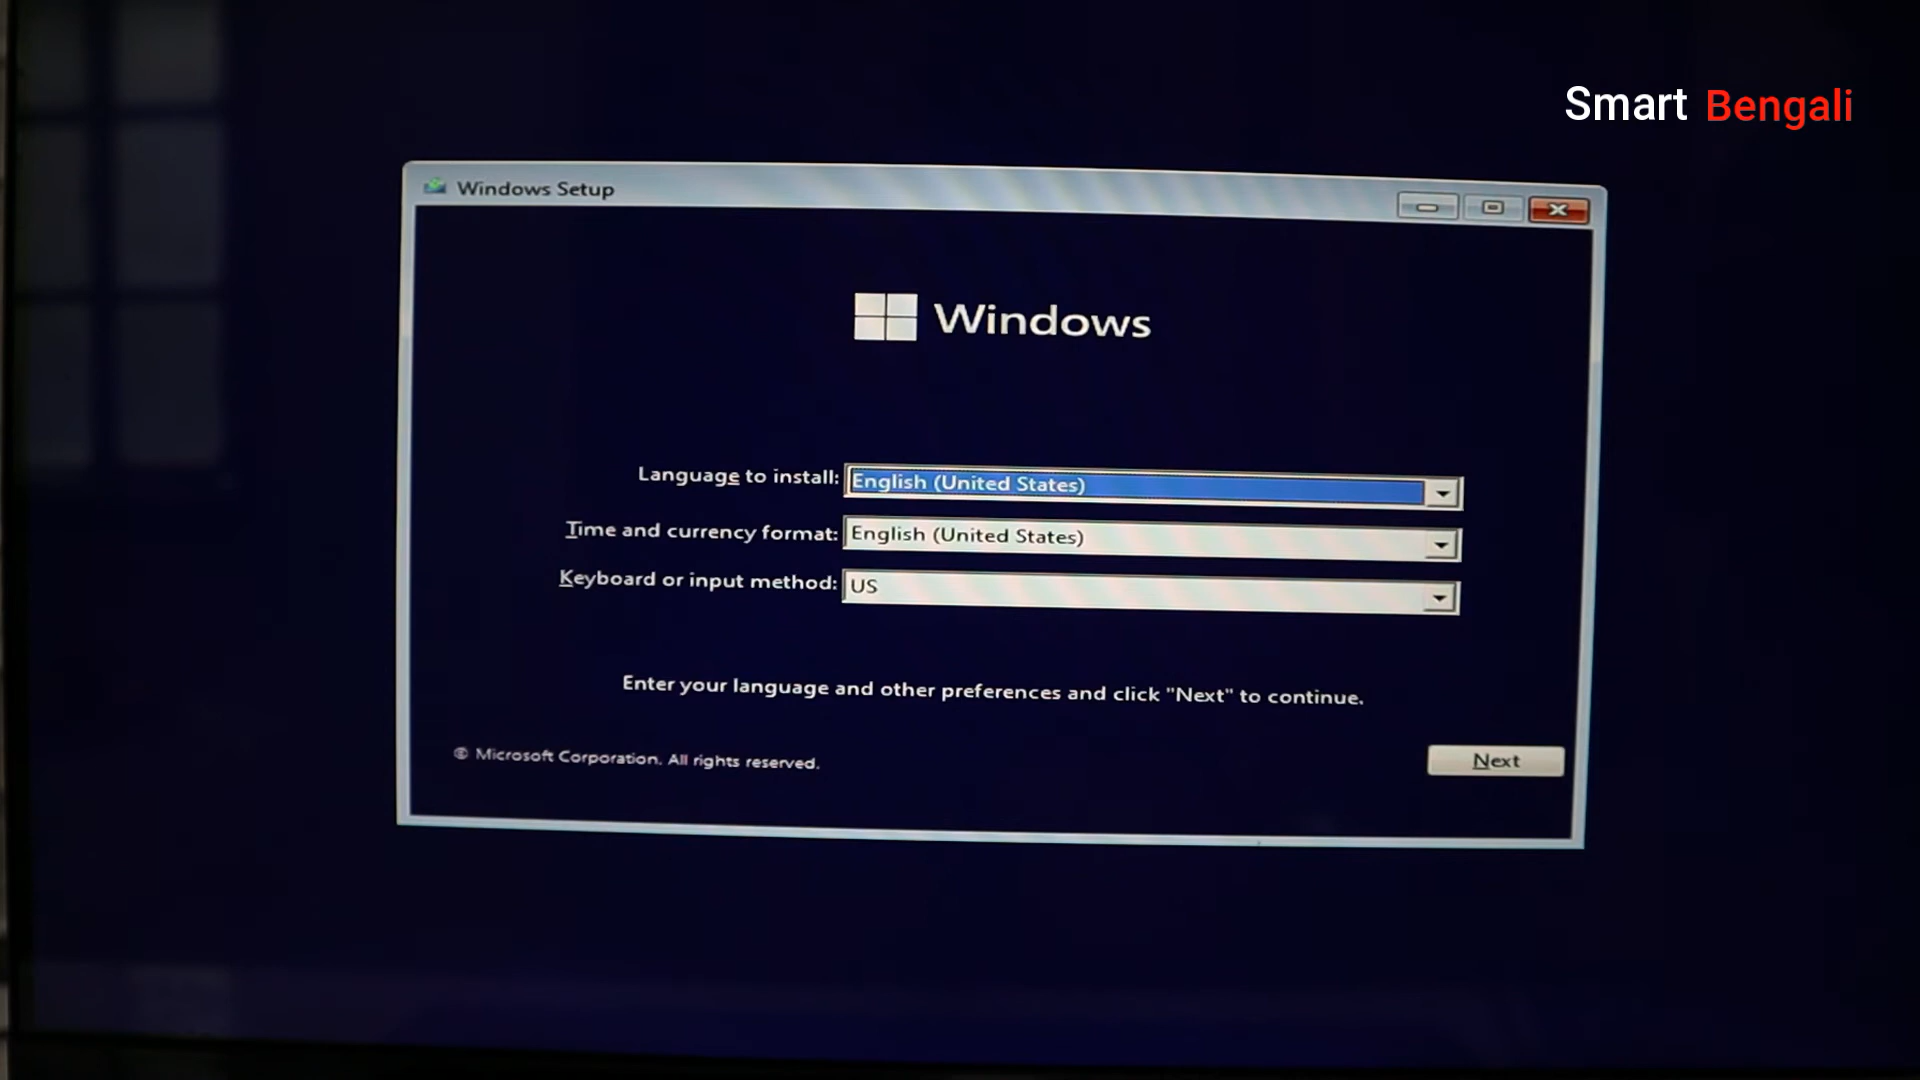 Smart Bengali
Windows Setup
Windows
Language to install: English (United States)
Time and currency format: English (United States)
Keyboard or input method: US
Enter your language and other preferences and click "Next" to continue.
© Microsoft Corporation. All rights reserved.
Next